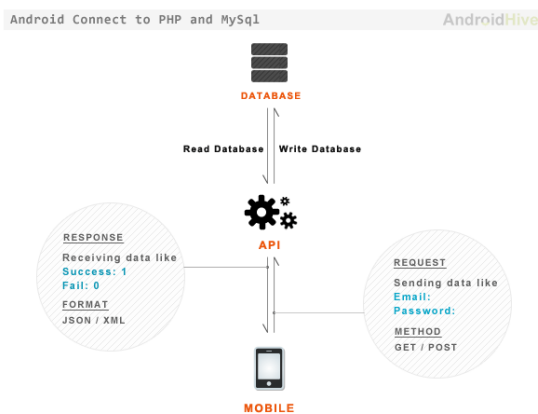 Android Connect to PHP and MySql
AndroidHive
DATABASE
Read Database
Write Database
API
RESPONSE
Receiving data like
Success: 1
Fail: 0
FORMAT
JSON / XML
REQUEST
Sending data like
Email:
Password:
METHOD
GET / POST
MOBILE